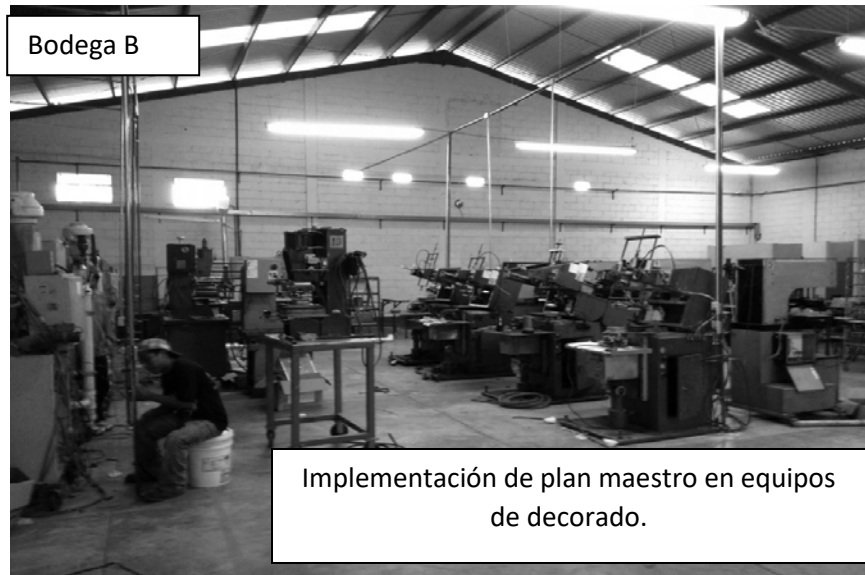 Bodega B
Implementación de plan maestro en equipos
de decorado.